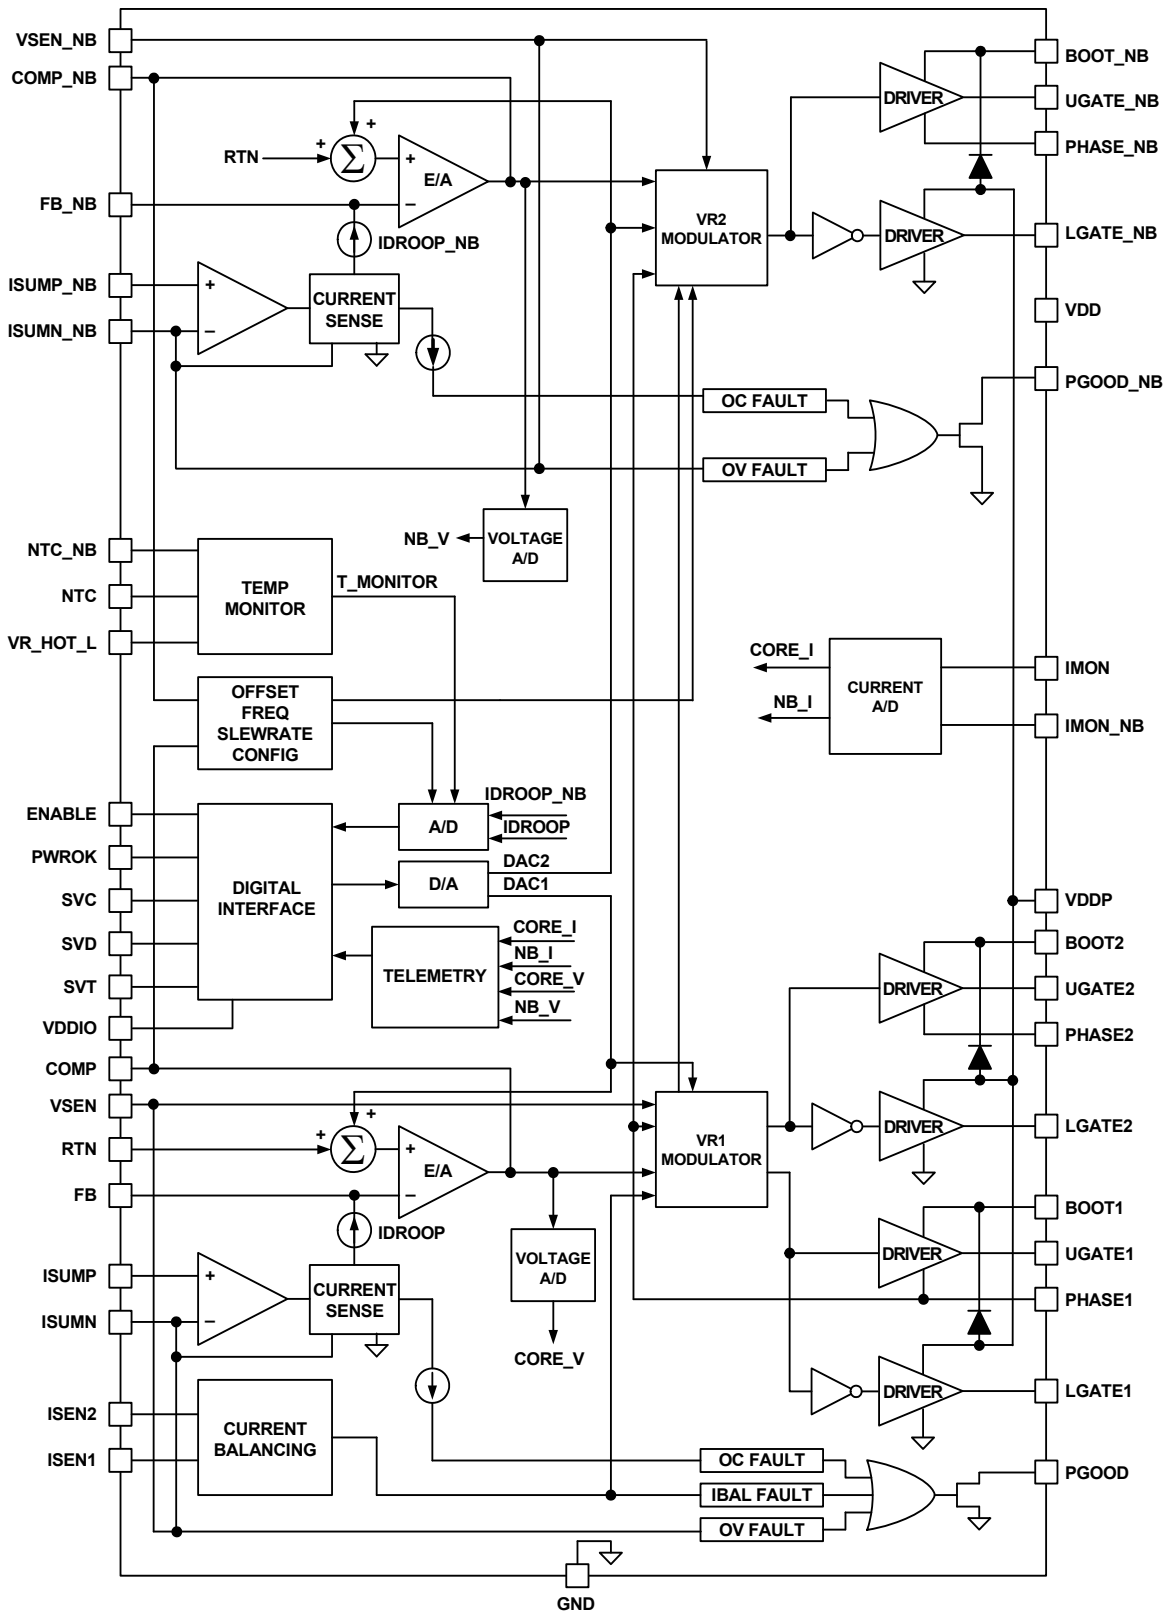 VSEN_NB
COMP_NB
RTN
+
+
Σ
+
E/A
−
FB_NB
IDROOP_NB
ISUMP_NB
ISUMN_NB
+
−
CURRENT
SENSE
VR2
MODULATOR
DRIVER
DRIVER
BOOT_NB
UGATE_NB
PHASE_NB
LGATE_NB
VDD
PGOOD_NB
OC FAULT
OV FAULT
NB_V
VOLTAGE
A/D
NTC_NB
NTC
VR_HOT_L
TEMP
MONITOR
T_MONITOR
OFFSET
FREQ
SLEWRATE
CONFIG
CORE_I
NB_I
CURRENT
A/D
IMON
IMON_NB
ENABLE
PWROK
SVC
SVD
SVT
VDDIO
DIGITAL
INTERFACE
A/D
IDROOP_NB
IDROOP
D/A
DAC2
DAC1
TELEMETRY
CORE_I
NB_I
CORE_V
NB_V
VDDP
BOOT2
UGATE2
PHASE2
LGATE2
DRIVER
DRIVER
COMP
VSEN
RTN
FB
+
+
Σ
+
E/A
−
IDROOP
VR1
MODULATOR
ISUMP
ISUMN
+
−
CURRENT
SENSE
VOLTAGE
A/D
CORE_V
BOOT1
UGATE1
PHASE1
LGATE1
DRIVER
DRIVER
ISEN2
ISEN1
CURRENT
BALANCING
OC FAULT
IBAL FAULT
OV FAULT
PGOOD
GND